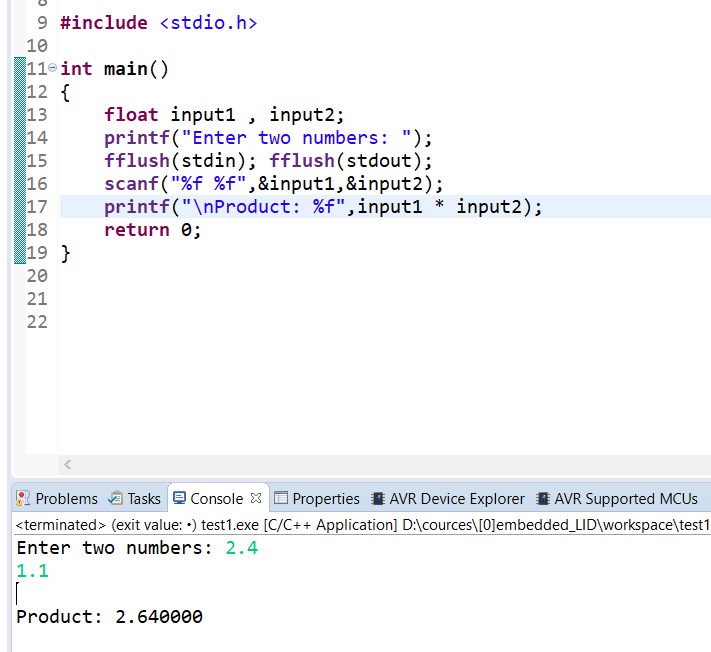 8
9 #include <stdio.h>
10
11 int main()
12 {
13     float input1 , input2;
14     printf("Enter two numbers: ");
15     fflush(stdin); fflush(stdout);
16     scanf("%f %f",&input1,&input2);
17     printf("\nProduct: %f",input1 * input2);
18     return 0;
19 }
20
21
22
Problems Tasks Console Properties AVR Device Explorer AVR Supported MCUs
<terminated> (exit value: •) test1.exe [C/C++ Application] D:\cources\[0]embedded_LID\workspace\test1
Enter two numbers: 2.4
1.1
Product: 2.640000